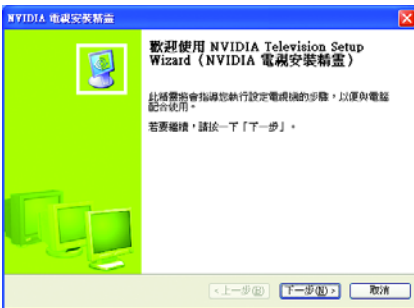 NVIDIA 電視安裝精靈
歡迎使用 NVIDIA Television Setup
Wizard（NVIDIA 電視安裝精靈）
此精靈將會指導您執行設定電視機的步驟，以便與電腦
配合使用。
若要繼續，請按一下「下一步」。
<上一步(B)
下一步(N)>
取消